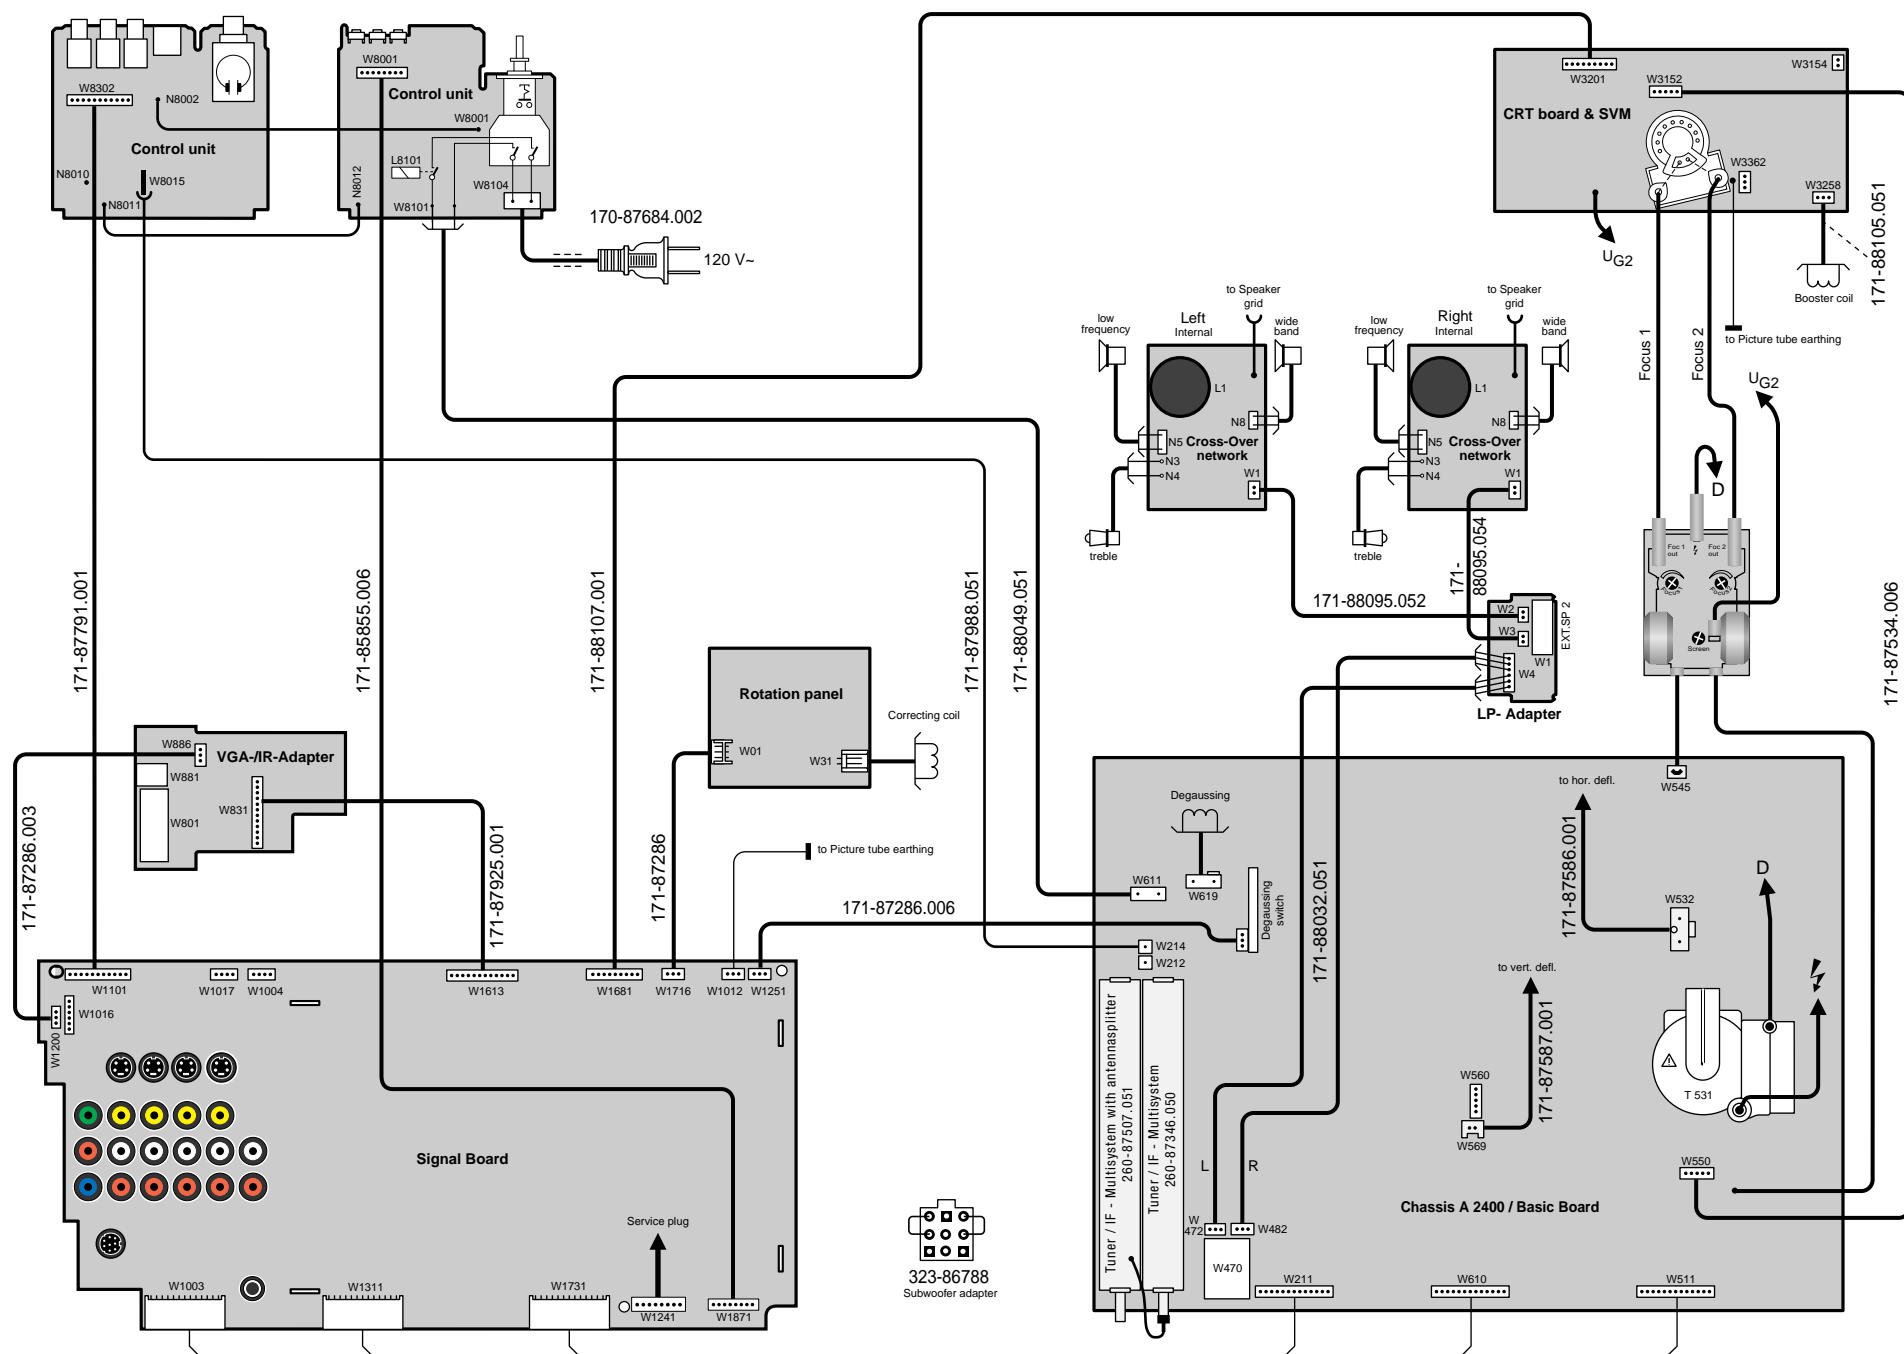 W8302
N8002
Control unit
N8010
W8015
N8011
W8001
Control unit
W8001
L8101
N8012
W8104
W8101
170-87684.002
120 V~
W3201
W3152
W3154
CRT board & SVM
W3362
W3258
UG2
Booster coil
171-88105.051
Focus 1
Focus 2
to Picture tube earthing
UG2
D
low
frequency
Left
Internal
to Speaker
grid
wide
band
L1
N8
N5
Cross-Over
network
N3
N4
W1
treble
low
frequency
Right
Internal
to Speaker
grid
wide
band
L1
N8
N5
Cross-Over
network
N3
N4
W1
treble
171-
88095.054
171-88095.052
W2
W3
EXT.SP 2
W1
W4
LP- Adapter
Foc 1
out
Foc 2
out
FOCUS
FOCUS
Screen
171-87534.006
171-87791.001
171-85855.006
171-88107.001
171-87988.051
171-88049.051
Rotation panel
W01
W31
Correcting coil
W886
VGA-/IR-Adapter
W881
W831
W801
171-87286.003
171-87925.001
171-87286
to Picture tube earthing
171-87286.006
W1101
W1017
W1004
W1613
W1681
W1716
W1012
W1251
W1016
W1200
Signal Board
Service plug
W1003
W1311
W1731
W1241
W1871
323-86788
Subwoofer adapter
W545
Degaussing
W611
W619
Degaussing
switch
W214
W212
171-88032.051
to hor. defl.
171-87586.001
W532
D
to vert. defl.
171-87587.001
W560
W569
T 531
W550
Tuner / IF - Multisystem with antennasplitter
260-87507.051
Tuner / IF - Multisystem
260-87346.050
L
R
W
472
W482
W470
Chassis A 2400 / Basic Board
W211
W610
W511